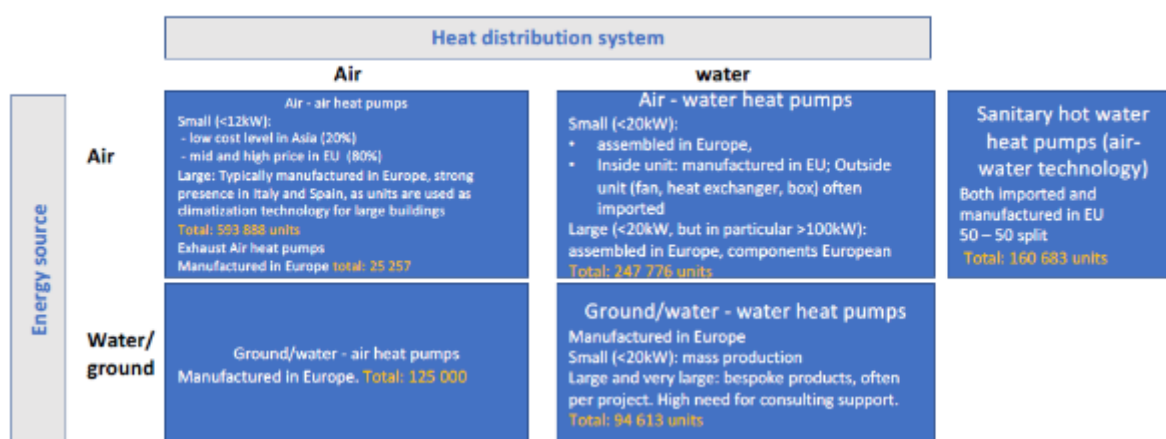 Heat distribution system
Air
water
Energy source
Air
Air - air heat pumps
Small (<12kW):
- low cost level in Asia (20%)
- mid and high price in EU (80%)
Large: Typically manufactured in Europe, strong
presence in Italy and Spain, as units are used as
climatization technology for large buildings
Total: 593 888 units
Exhaust Air heat pumps
Manufactured in Europe total: 25 257
Air - water heat pumps
Small (<20kW):
• assembled in Europe,
• Inside unit: manufactured in EU; Outside
unit (fan, heat exchanger, box) often
imported
Large (<20kW, but in particular >100kW):
assembled in Europe, components European
Total: 247 776 units
Sanitary hot water
heat pumps (air-
water technology)
Both imported and
manufactured in EU
50 – 50 split
Total: 160 683 units
Water/
ground
Ground/water - air heat pumps
Manufactured in Europe. Total: 125 000
Ground/water - water heat pumps
Manufactured in Europe
Small (<20kW): mass production
Large and very large: bespoke products, often
per project. High need for consulting support.
Total: 94 613 units